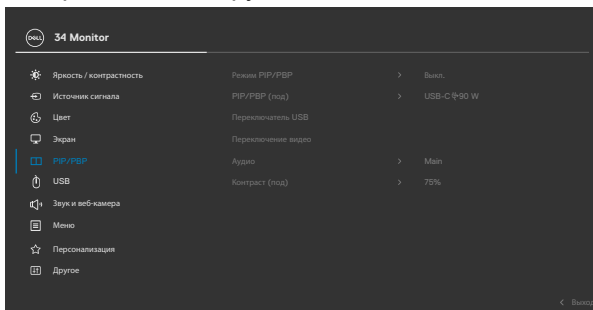 DELL 34 Monitor
Яркость / контрастность Режим PIP/PBP > Выкл.
Источник сигнала PIP/PBP (под) > USB-C 90 W
Цвет Переключатель USB
Экран Переключение видео
PIP/PBP Аудио > Main
USB Контраст (под) > 75%
Звук и веб-камера
Меню
Персонализация
Другое
< Выход